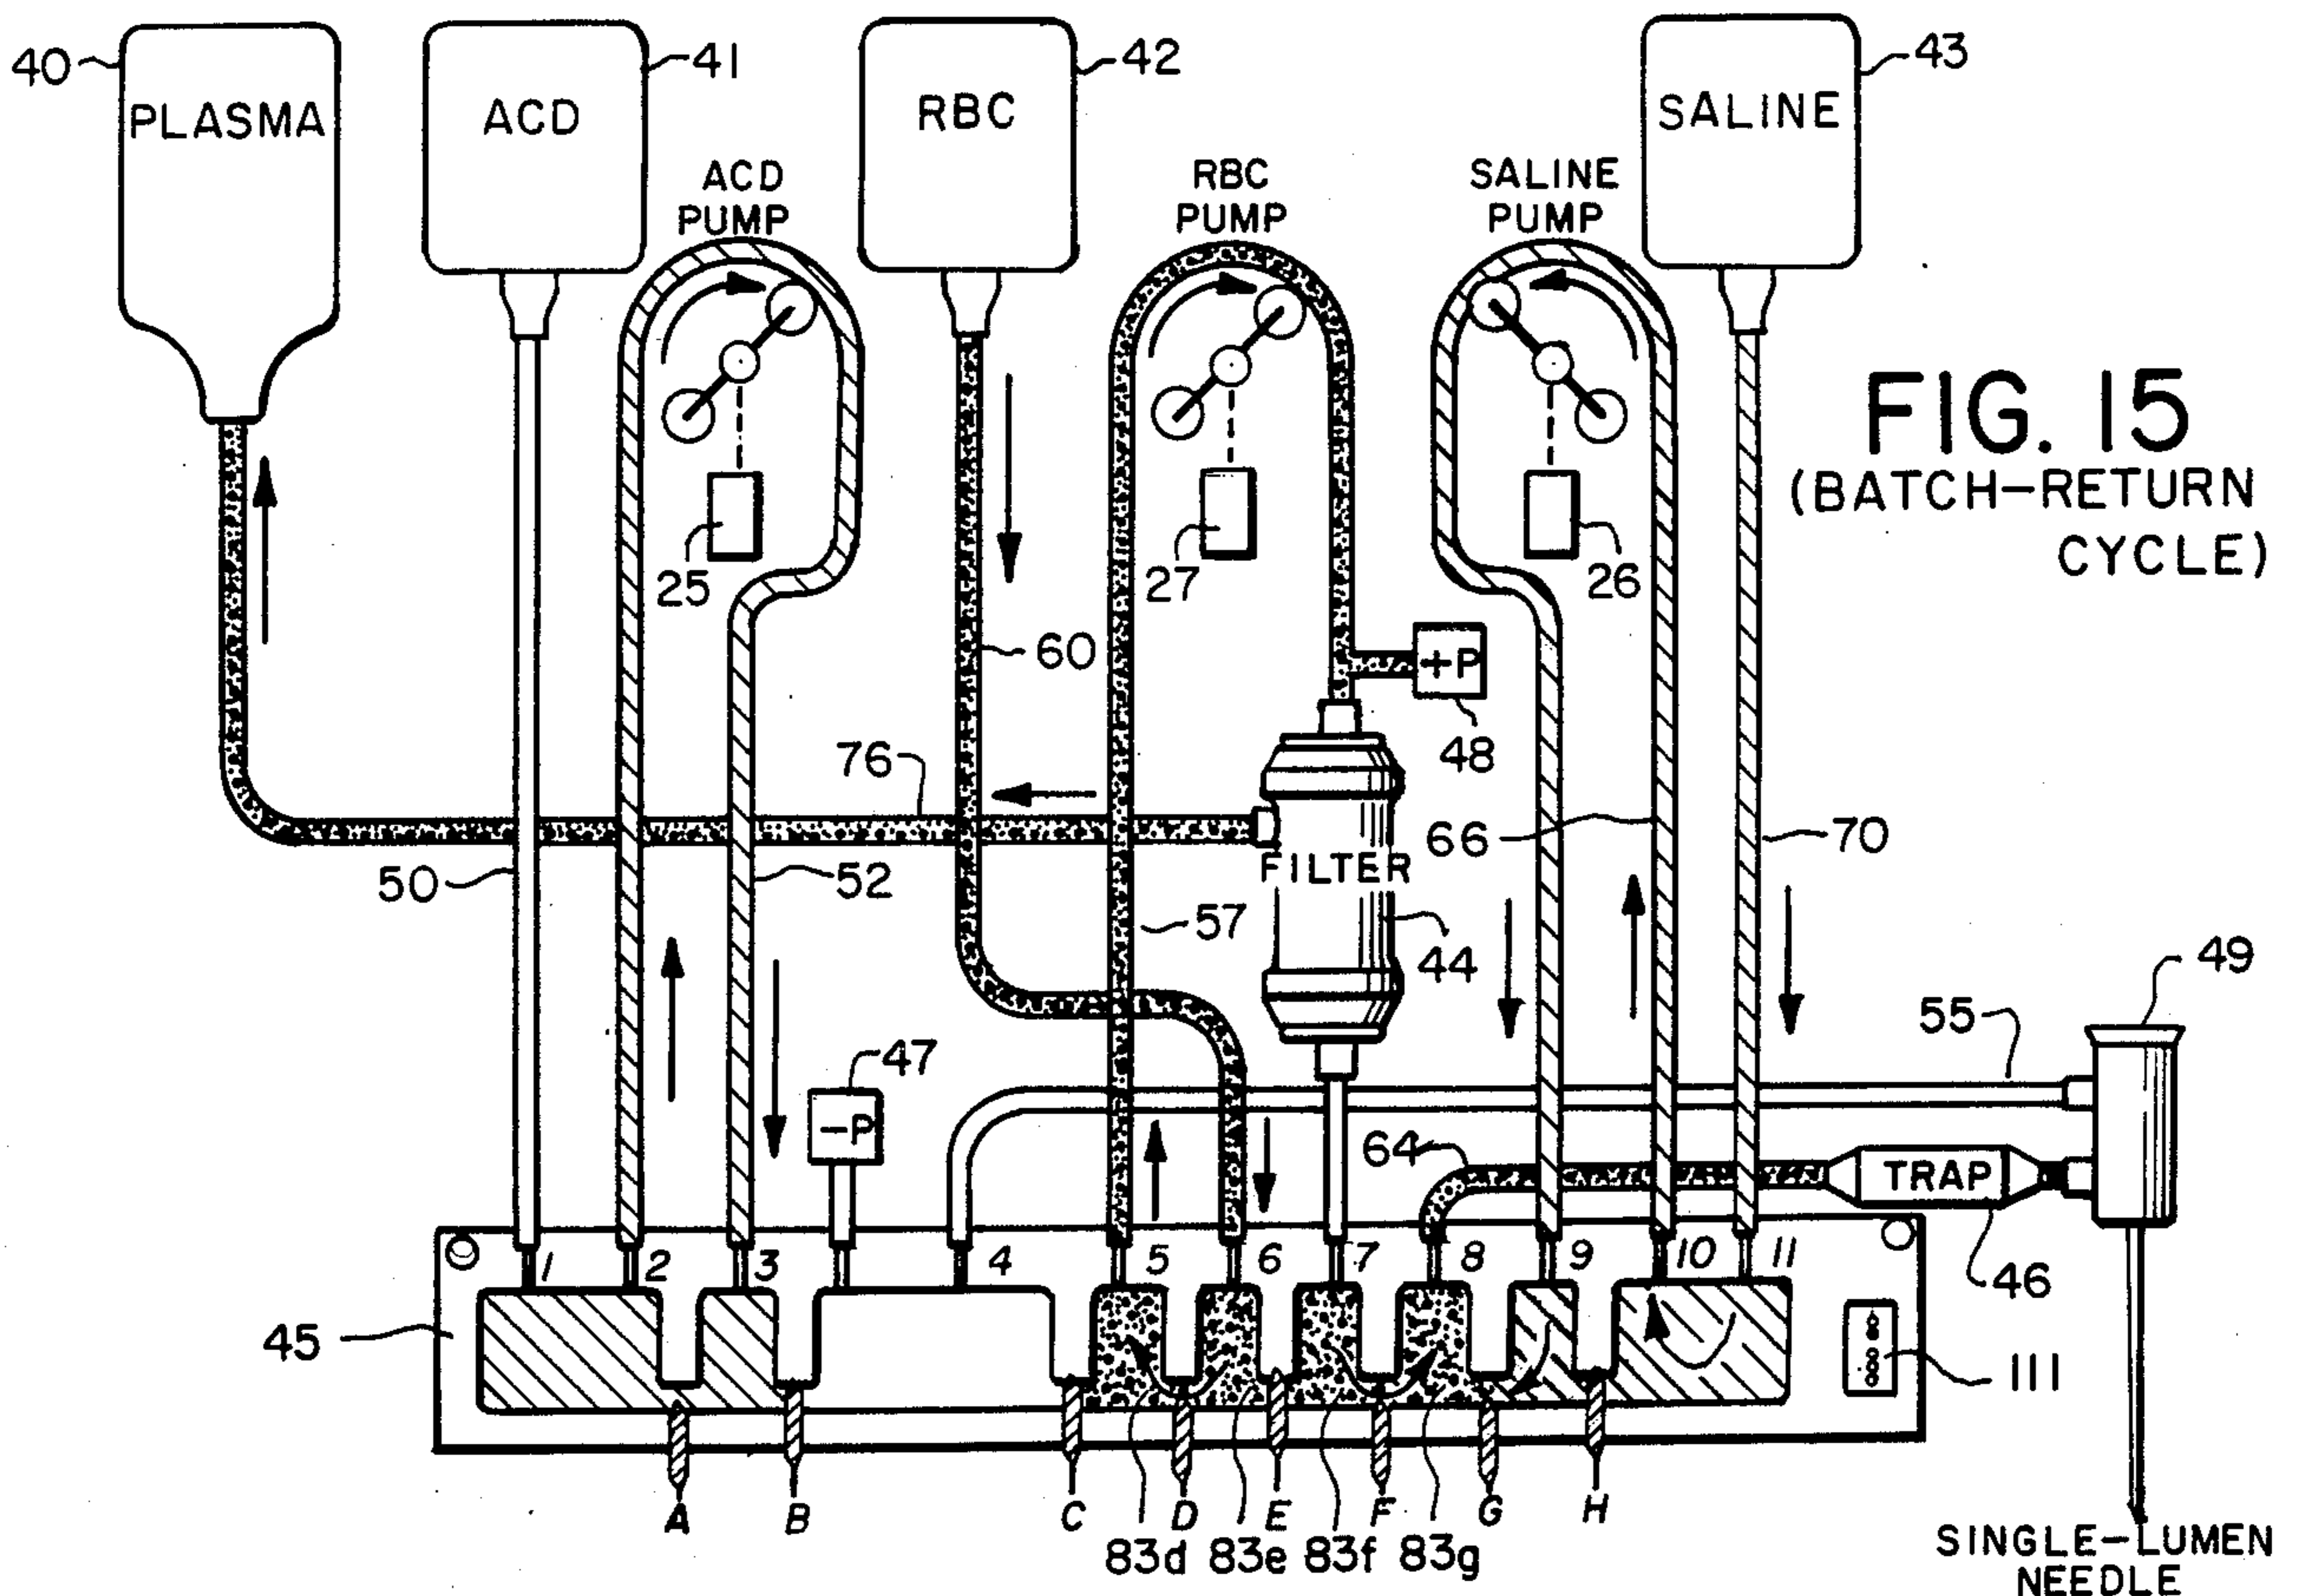 40
PLASMA
41
ACD
42
RBC
43
SALINE
ACD
PUMP
RBC
PUMP
SALINE
PUMP
FIG. 15
(BATCH-RETURN
CYCLE)
25
27
26
60
+P
48
76
FILTER
66
70
50
52
57
44
49
55
47
-P
64
TRAP
46
1
2
3
4
5
6
7
8
9
10
11
45
111
A
B
C
D
E
F
G
H
83d
83e
83f
83g
SINGLE-LUMEN
NEEDLE